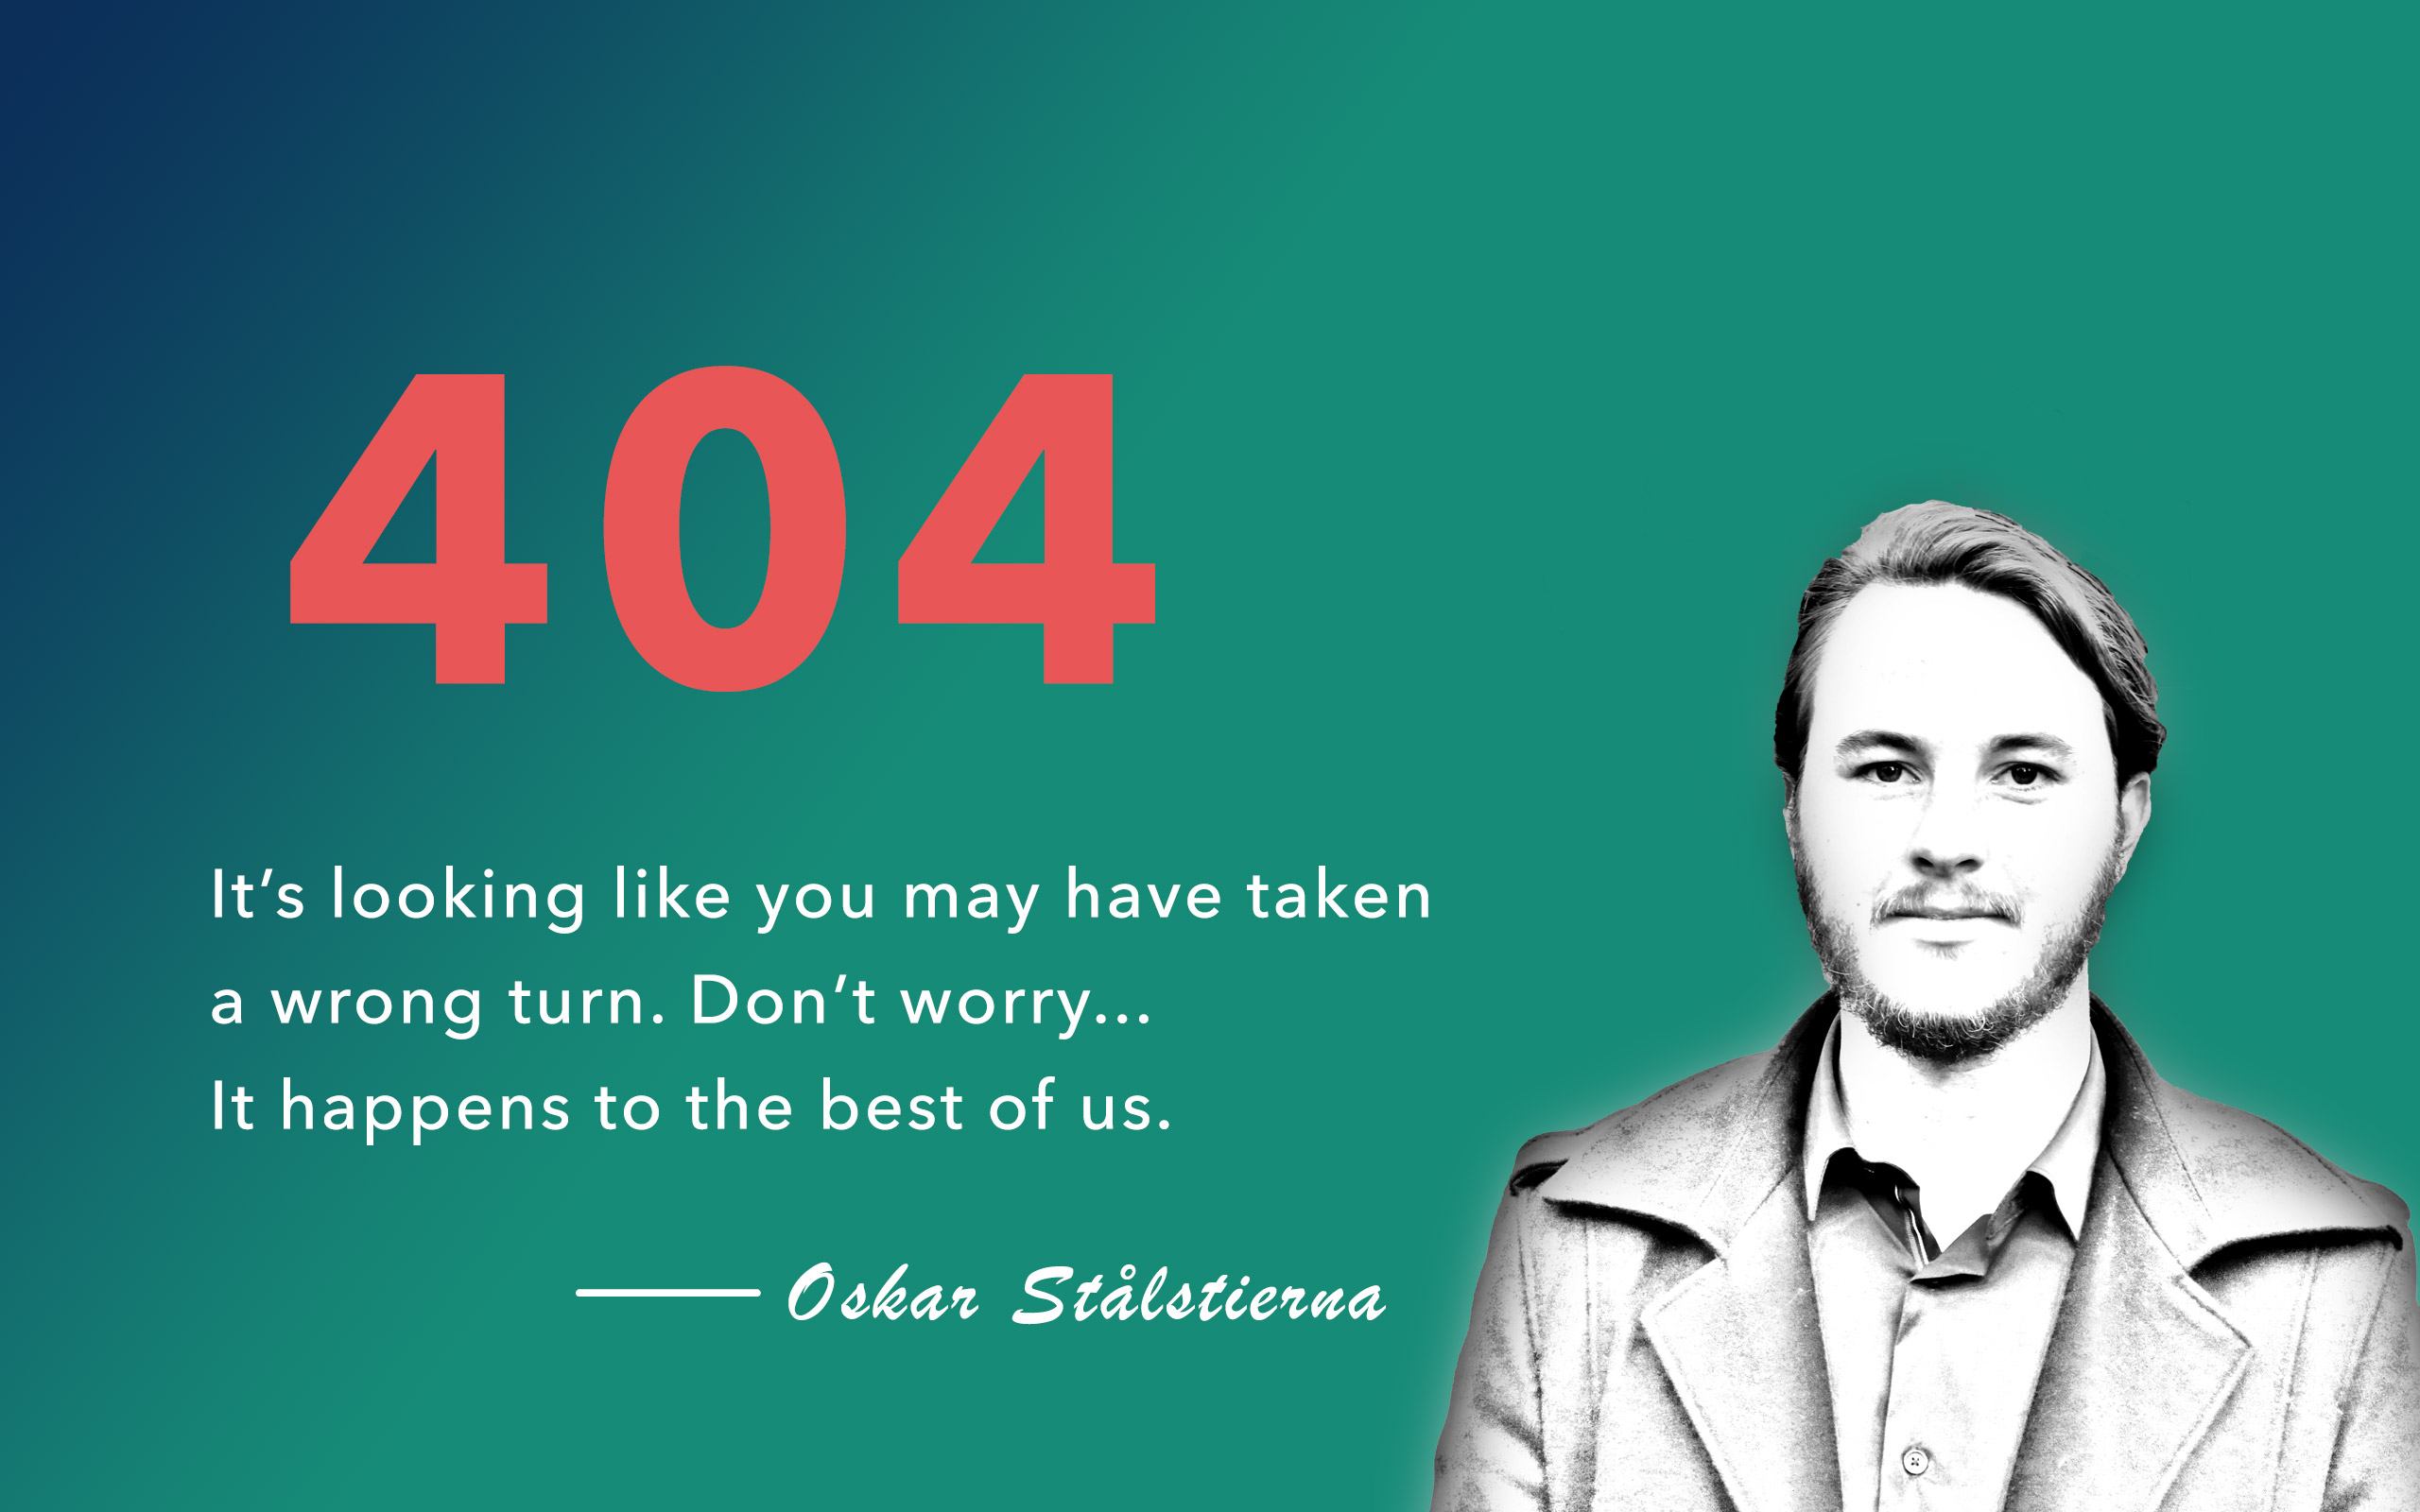 404
It’s looking like you may have taken
a wrong turn. Don’t worry...
It happens to the best of us.
— Oskar Stålstierna